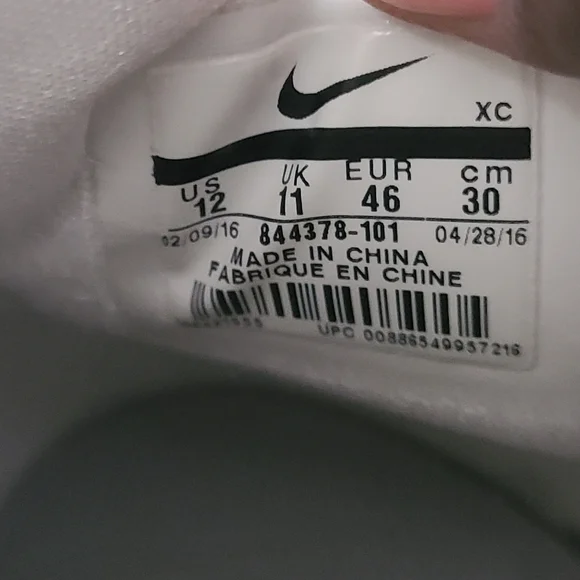 XC
US UK EUR cm
12 11 46 30
02/09/16 844378-101 04/28/16
MADE IN CHINA
FABRIQUE EN CHINE
UPC 00886549957216